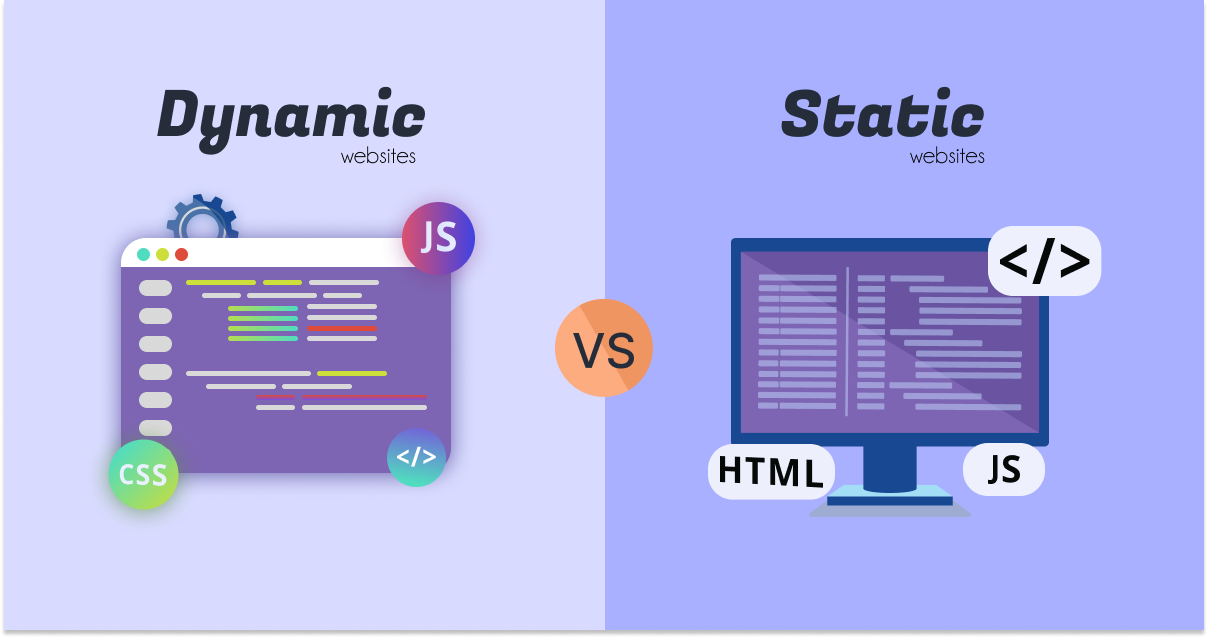 Dynamic
websites
JS
CSS
</>
VS
Static
websites
</>
HTML
JS